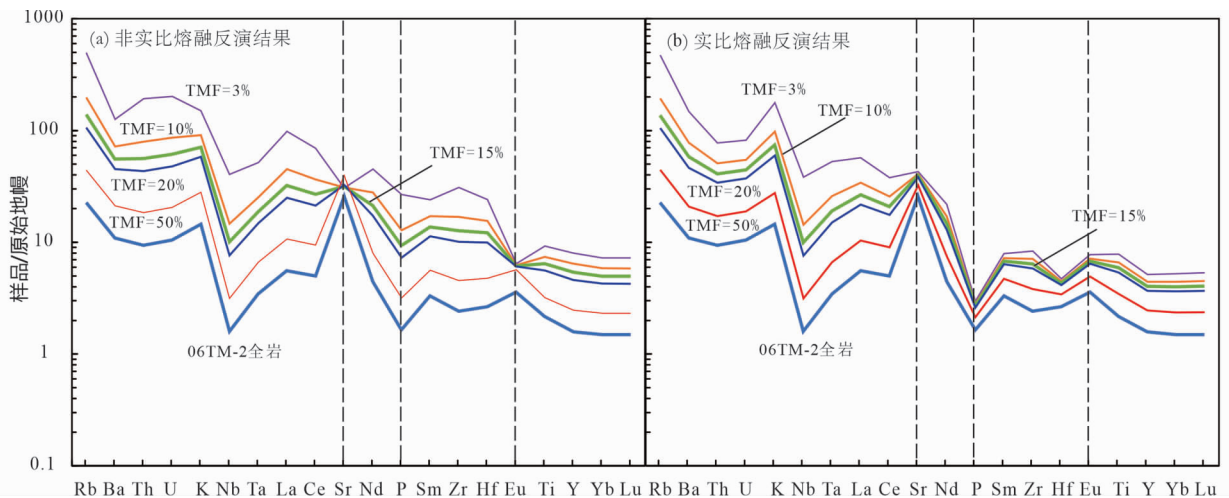 1000
100
10
1
0.1
样品/原始地幔
(a) 非实比熔融反演结果
TMF=3%
TMF=10%
TMF=15%
TMF=20%
TMF=50%
06TM-2全岩
Rb Ba Th U K Nb Ta La Ce Sr Nd P Sm Zr Hf Eu Ti Y Yb Lu
(b) 实比熔融反演结果
TMF=3%
TMF=10%
TMF=20%
TMF=15%
TMF=50%
06TM-2全岩
Rb Ba Th U K Nb Ta La Ce Sr Nd P Sm Zr Hf Eu Ti Y Yb Lu